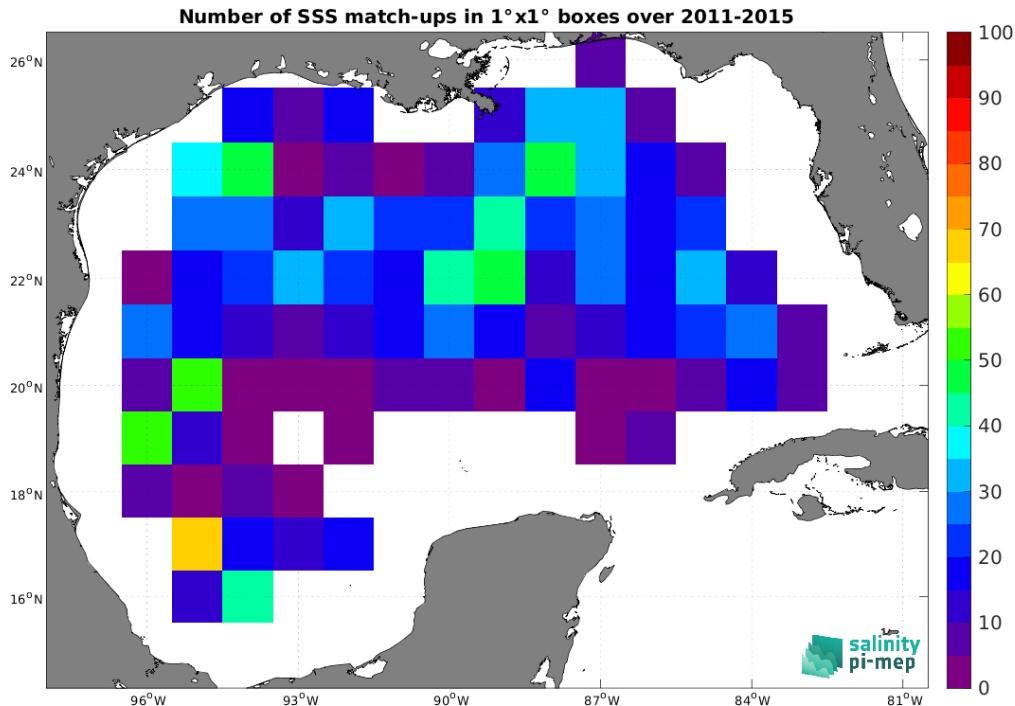 Number of SSS match-ups in 1°x1° boxes over 2011-2015
26°N
24°N
22°N
20°N
18°N
16°N
96°W
93°W
90°W
87°W
84°W
81°W
100
90
80
70
60
50
40
30
20
10
0
salinity
pi-mep